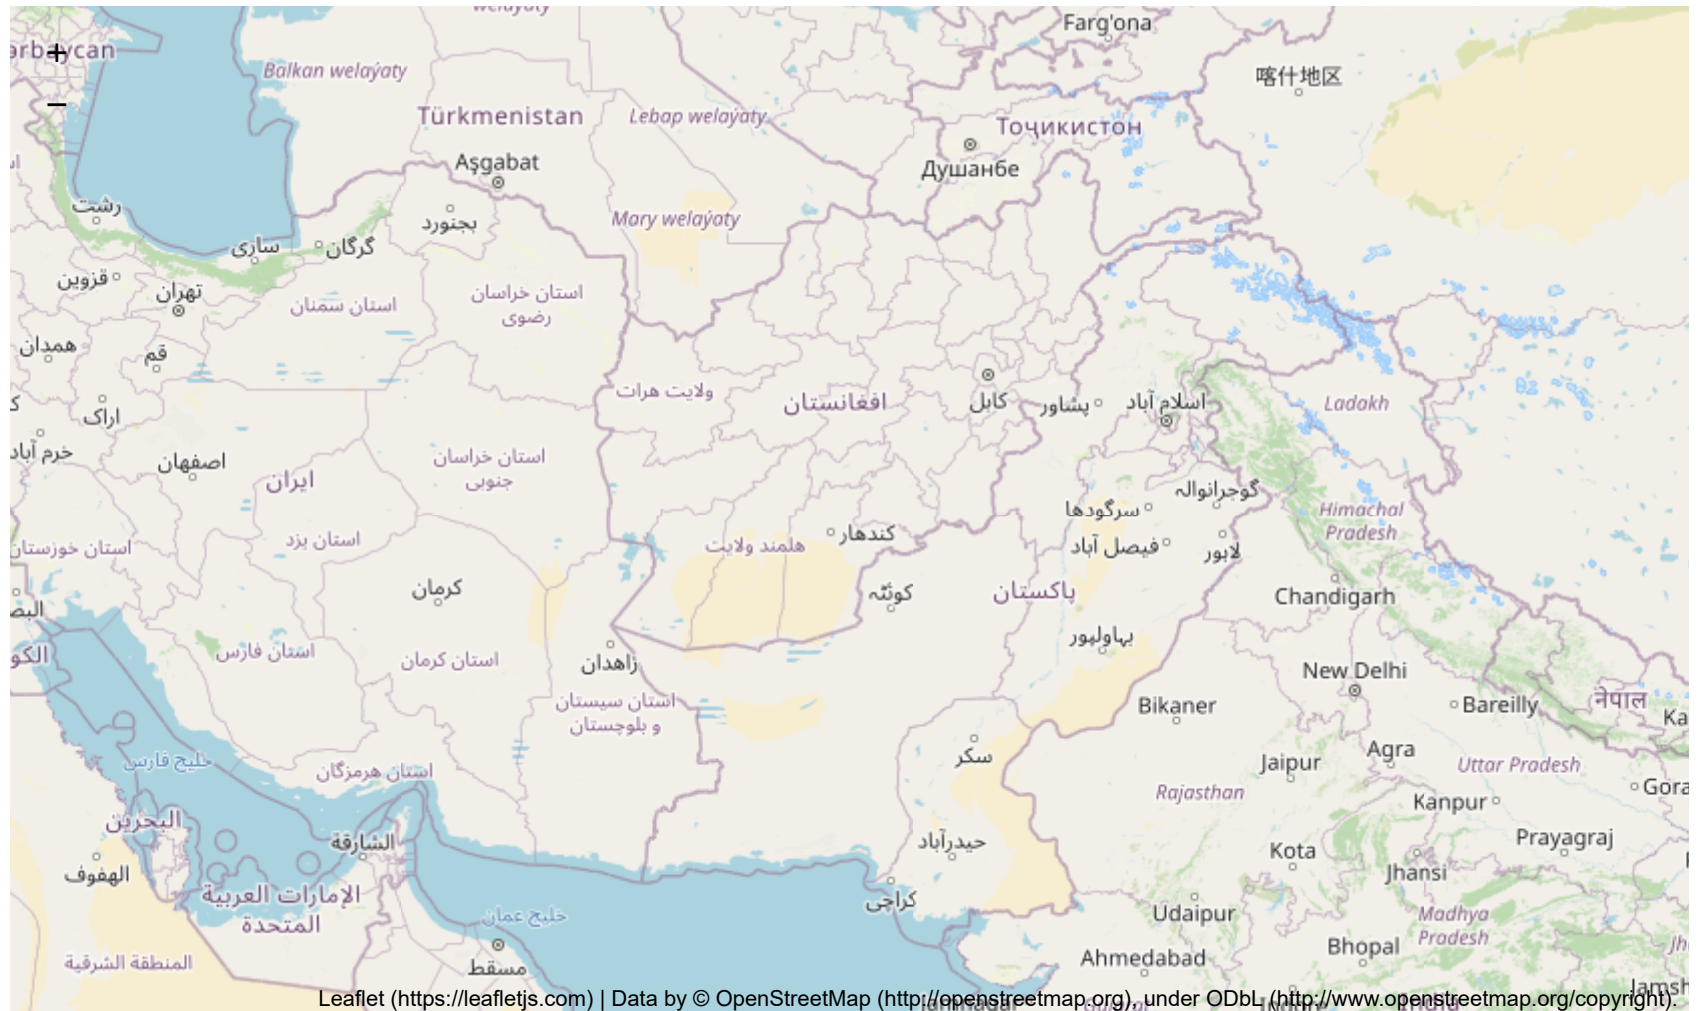 welaýaty
Farg'ona
+
Balkan welaýaty
喀什地区
−
Türkmenistan
Lebap welaýaty
Тоҷикистон
Aşgabat
Душанбе
رشت
Mary welaýaty
بجنورد
ساری
گرگان
قزوین
تهران
استان سمنان
استان خراسان
رضوی
همدان
قم
ولایت هرات
افغانستان
کابل
پشاور
اسلام آباد
Ladakh
اراک
خرم آباد
اصفهان
استان خراسان
جنوبی
ایران
گوجرانوالہ
سرگودها
Himachal
Pradesh
استان خوزستان
استان یزد
هلمند ولايت
کندهار
فیصل آباد
لاہور
کرمان
کوئٹہ
پاکستان
Chandigarh
استان فارس
استان کرمان
زاهدان
بہاولپور
New Delhi
नेपाल
استان سیستان
و بلوچستان
Bikaner
Bareilly
خلیج فارس
استان هرمزگان
سکر
Jaipur
Agra
Uttar Pradesh
Rajasthan
Kanpur
البحرين
الشارقة
حیدرآباد
Kota
Prayagraj
الهفوف
Jhansi
الإمارات العربية
المتحدة
خلیج عمان
کراچی
Udaipur
Madhya
Pradesh
المنطقة الشرقية
مسقط
Ahmedabad
Bhopal
Leaflet (https://leafletjs.com) | Data by © OpenStreetMap (http://openstreetmap.org), under ODbL (http://www.openstreetmap.org/copyright).